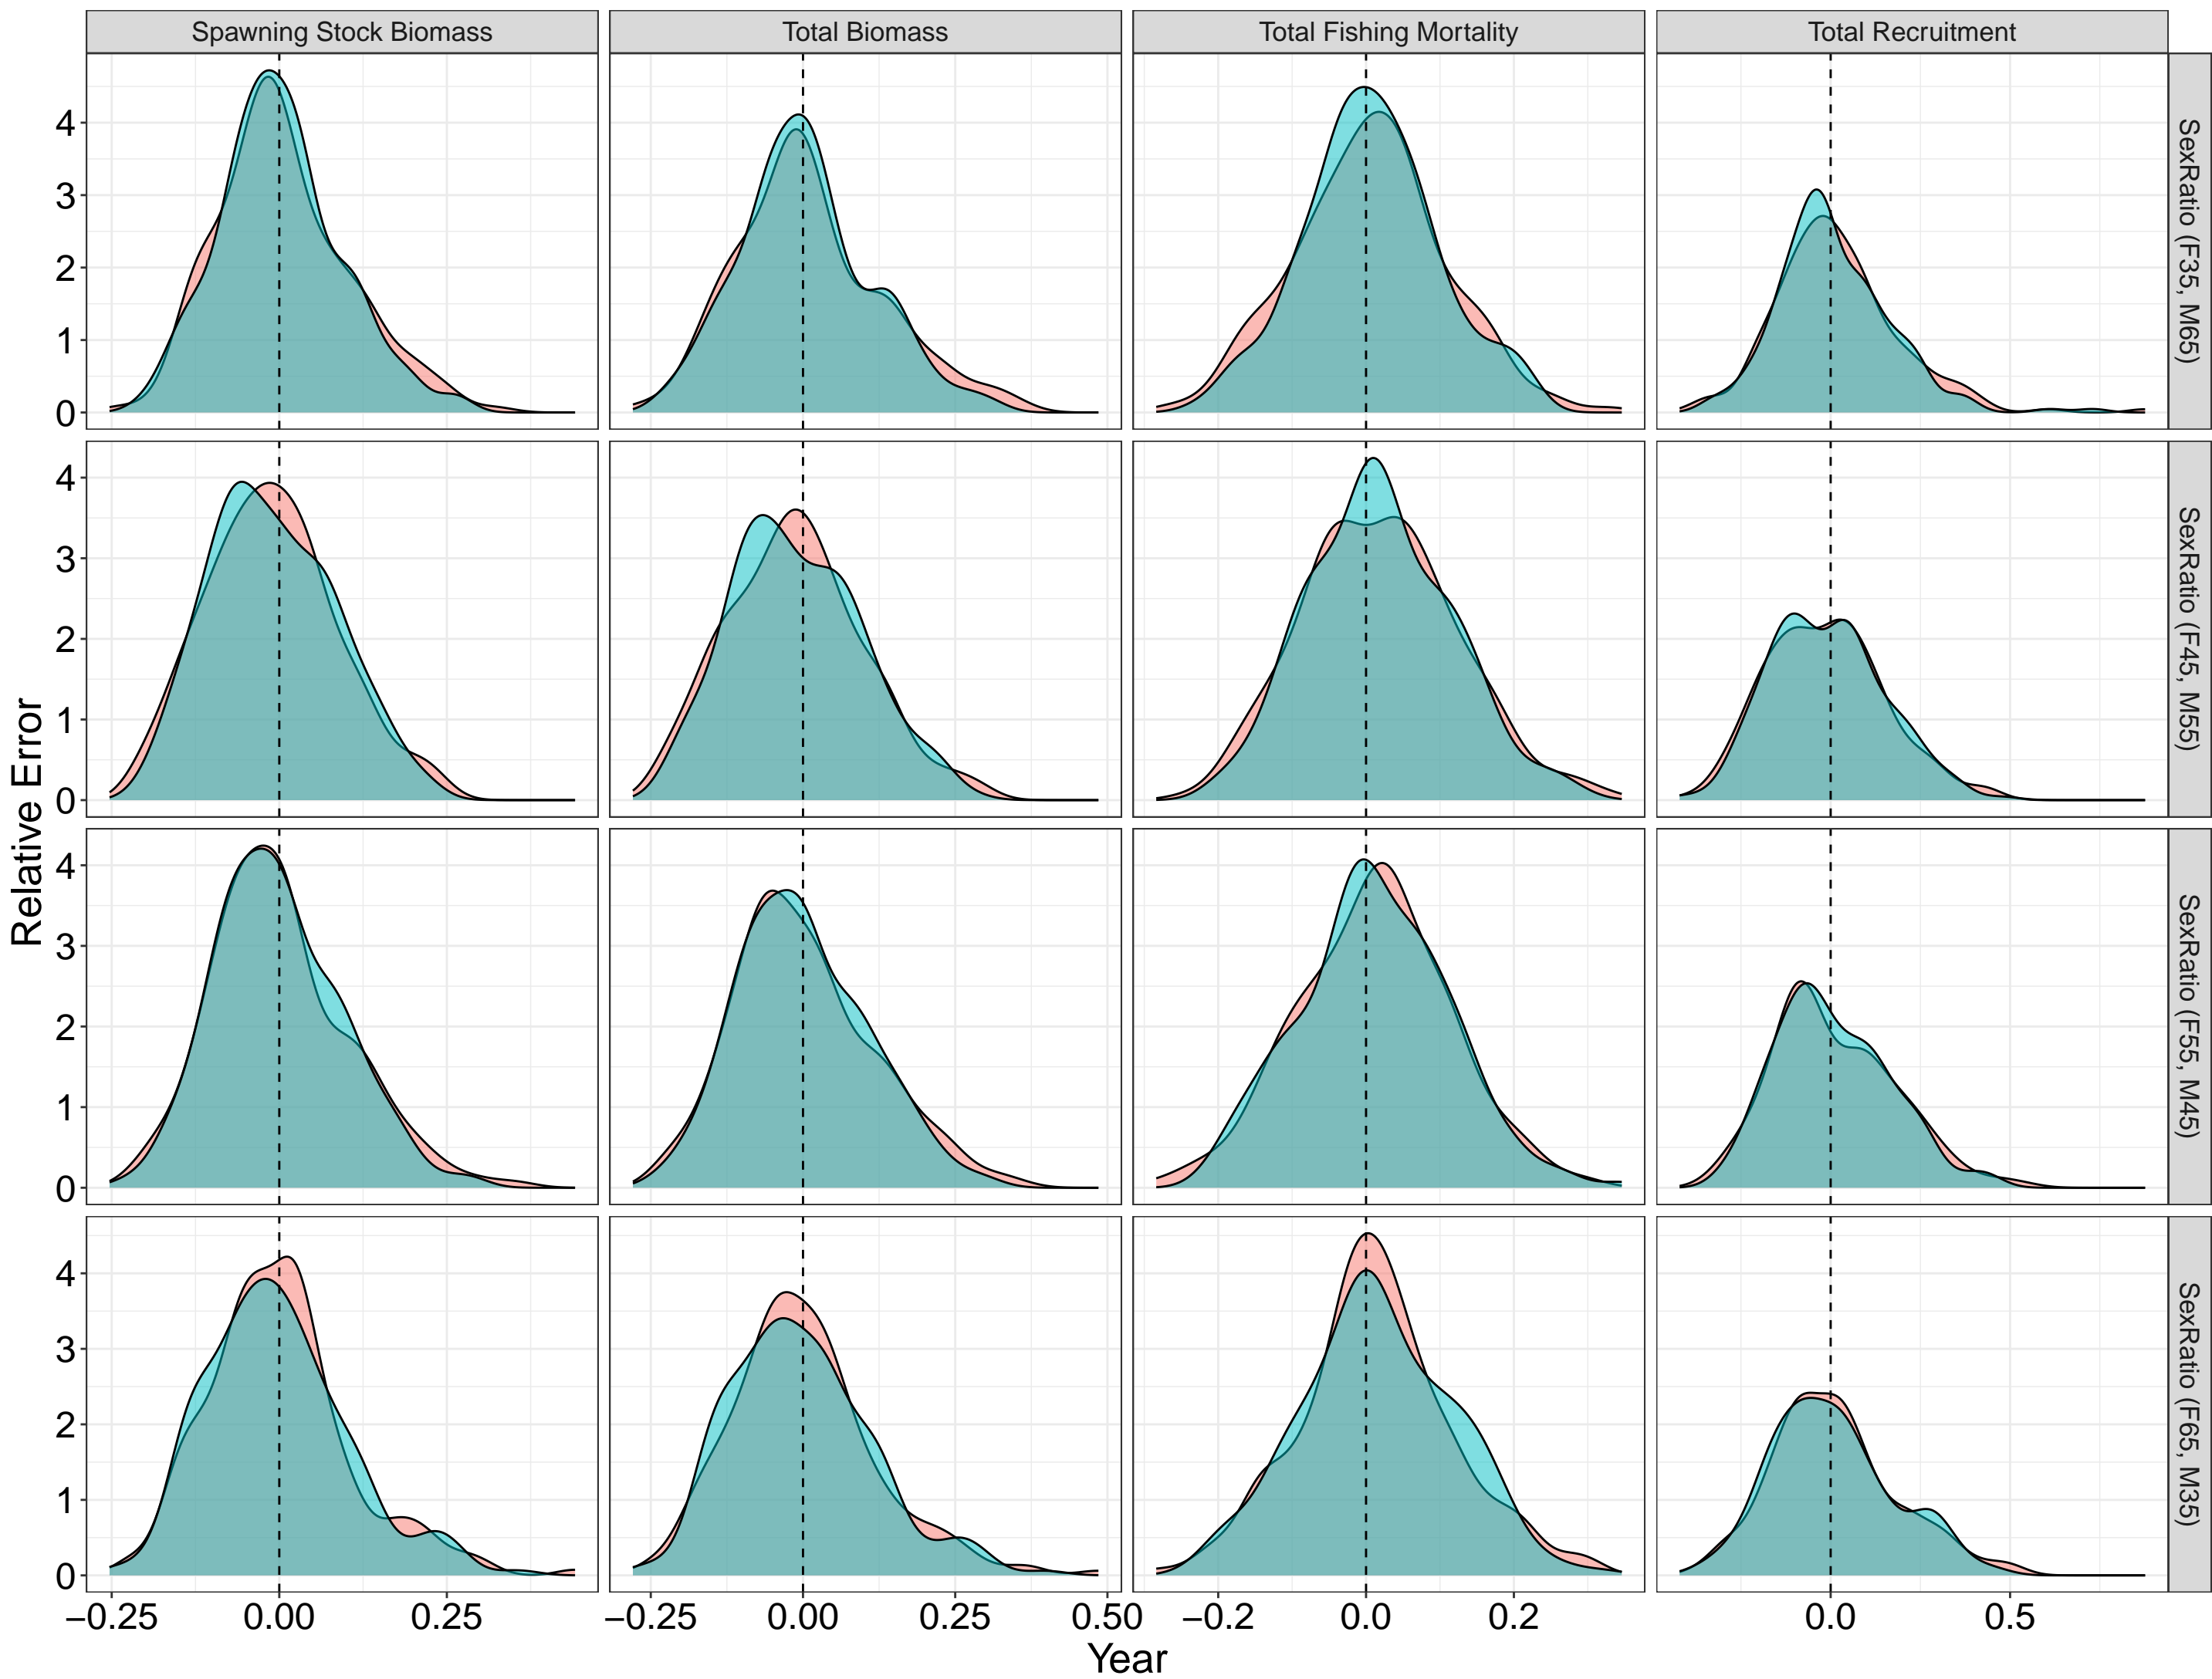 Spawning Stock Biomass
Total Biomass
Total Fishing Mortality
Total Recruitment
4
3
2
1
0
SexRatio (F35, M65)
4
3
2
1
0
SexRatio (F45, M55)
Relative Error
4
3
2
1
0
SexRatio (F55, M45)
4
3
2
1
0
SexRatio (F65, M35)
−0.25 0.00 0.25
−0.25 0.00 0.25 0.50
−0.2 0.0 0.2
0.0 0.5
Year